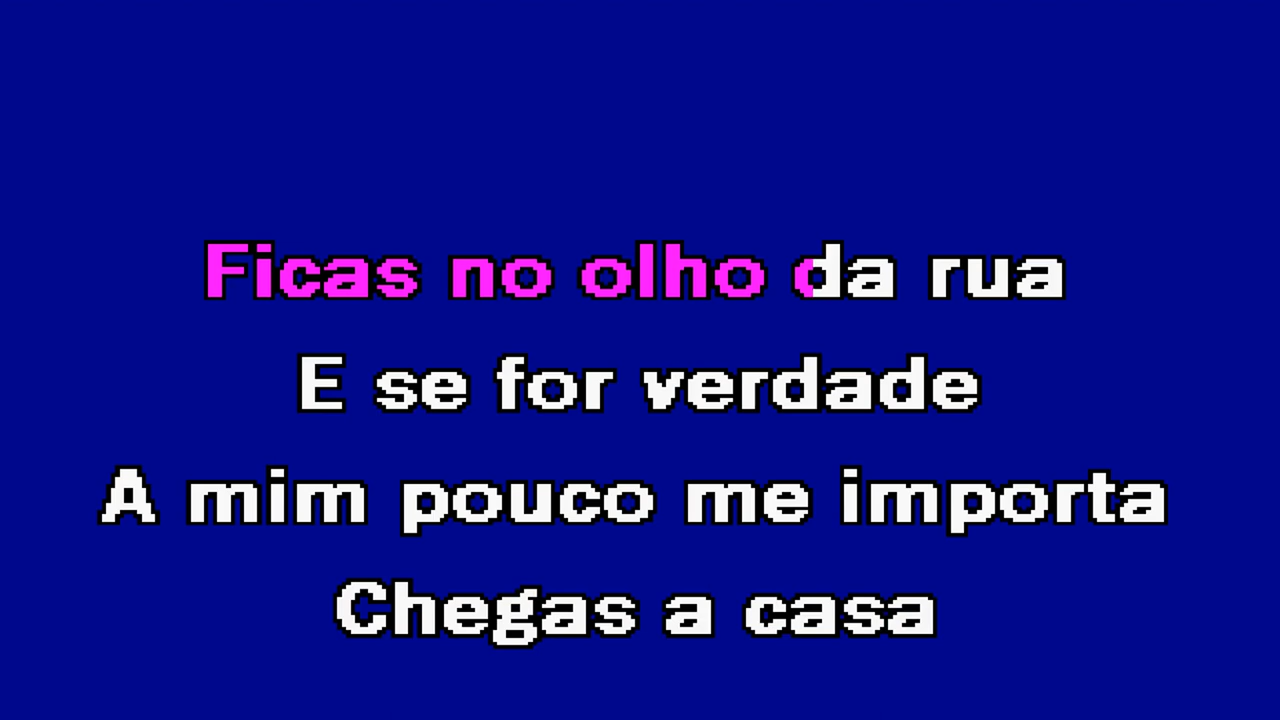 Ficas no olho da rua
E se for verdade
A mim pouco me importa
Chegas a casa